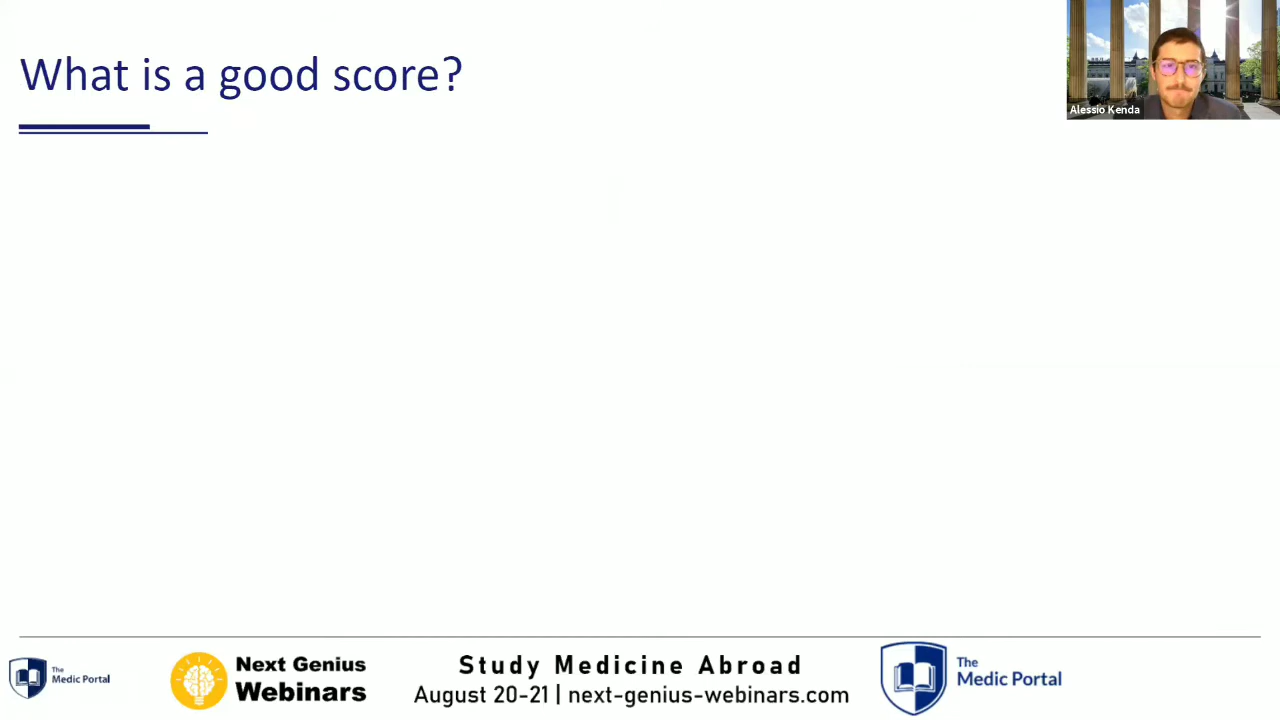 What is a good score?
Alessio Kenda
The
Medic Portal
Next Genius
Webinars
Study Medicine Abroad
August 20-21 | next-genius-webinars.com
The
Medic Portal